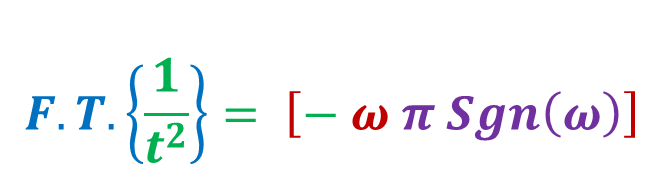 F.T.{1/t²} = [− ω π Sgn(ω)]